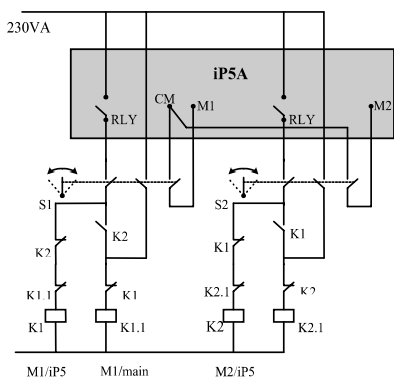 230VA
iP5A
CM M1 M2
RLY RLY
S1 S2
K2 K1 K1
K2
K1.1 K1 K2.1 K2
K1 K1.1 K2 K2.1
M1/iP5 M1/main M2/iP5